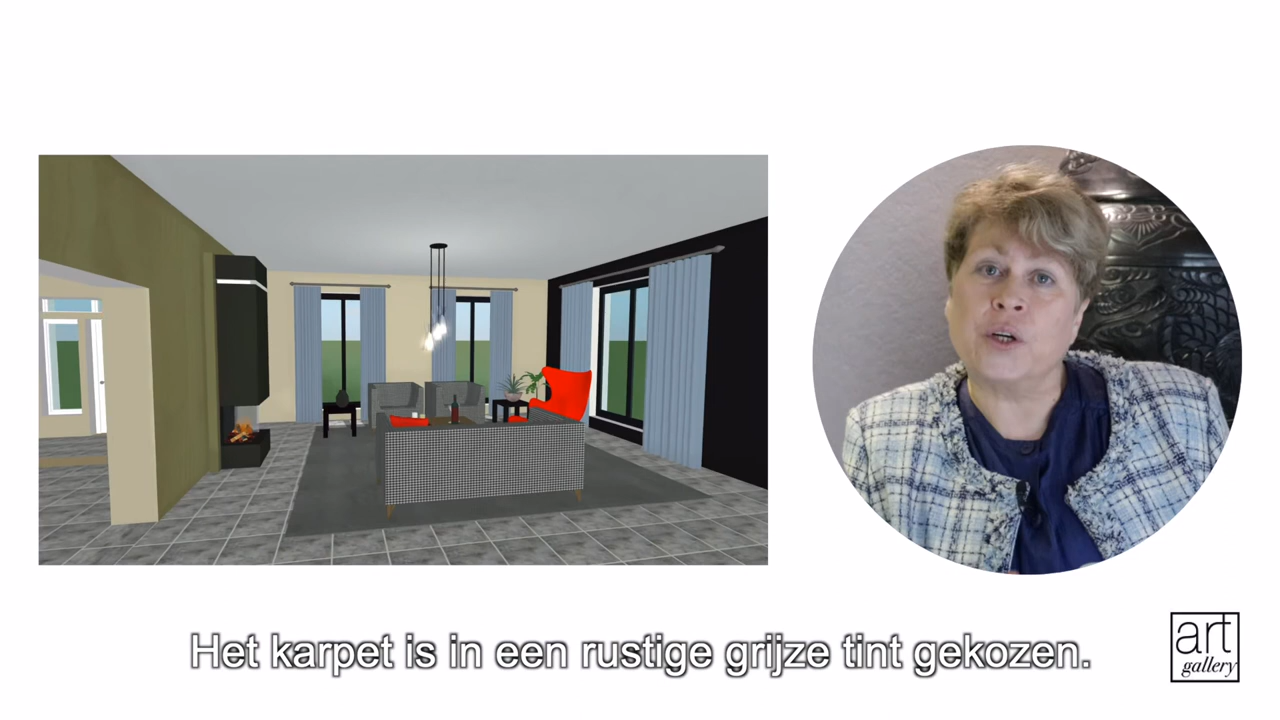 Het karpet is in een rustige grijze tint gekozen.
art
gallery